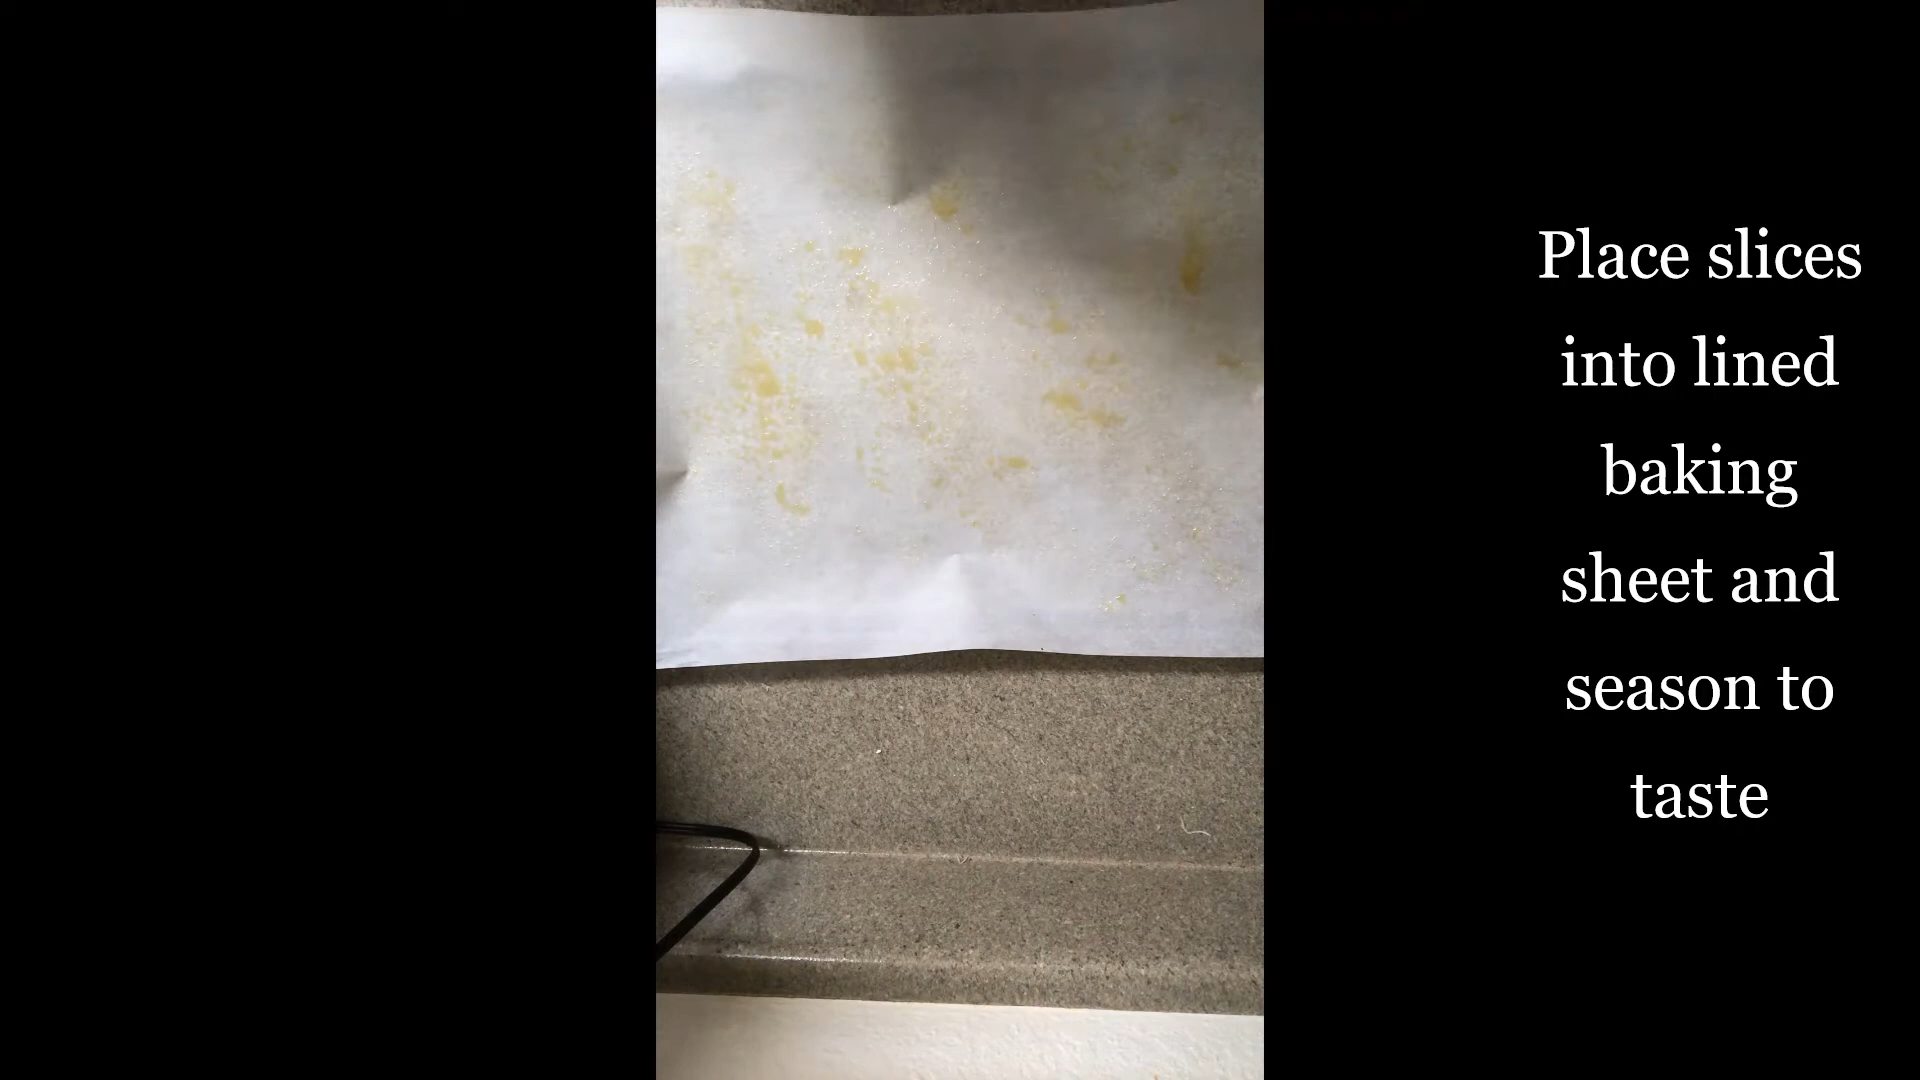 Place slices
into lined
baking
sheet and
season to
taste